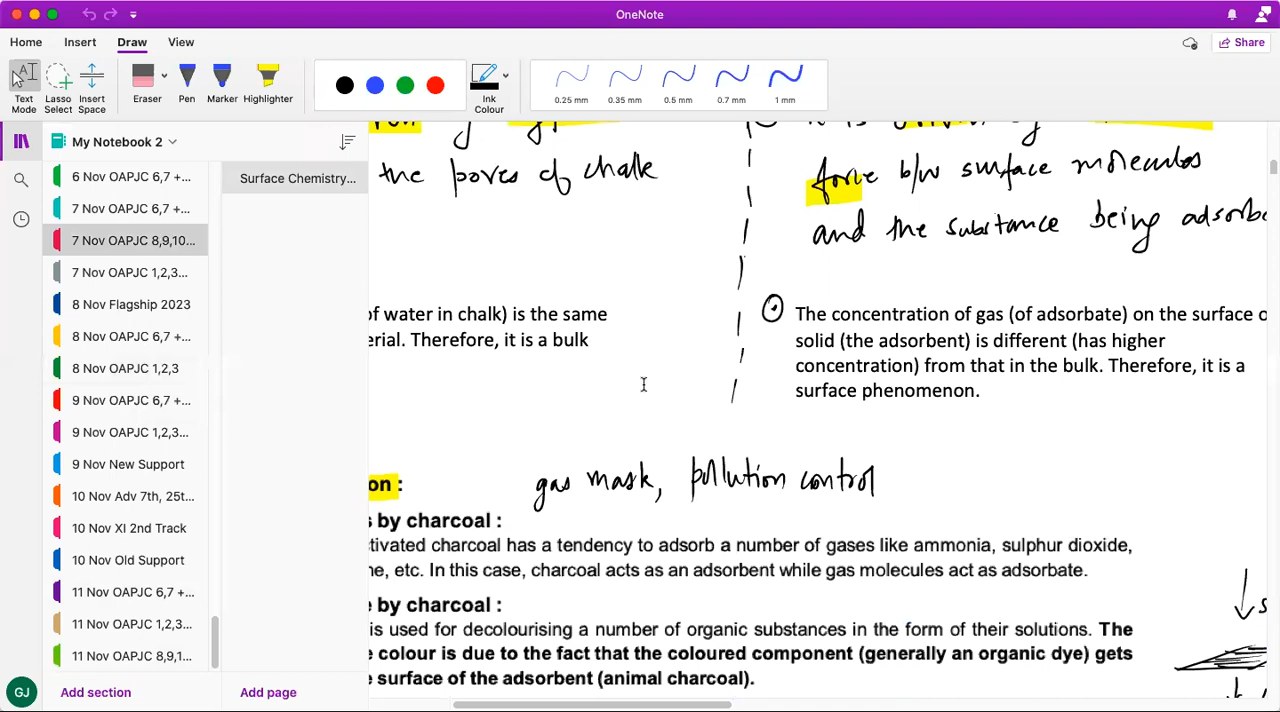 OneNote
Home Insert Draw View
Share
Text Mode
Lasso Select
Insert Space
Eraser
Pen
Marker
Highlighter
Ink Colour
0.25 mm
0.35 mm
0.5 mm
0.7 mm
1 mm
My Notebook 2
6 Nov OAPJC 6,7 +...
7 Nov OAPJC 6,7 +...
7 Nov OAPJC 8,9,10...
7 Nov OAPJC 1,2,3...
8 Nov Flagship 2023
8 Nov OAPJC 6,7 +...
8 Nov OAPJC 1,2,3
9 Nov OAPJC 6,7 +...
9 Nov OAPJC 1,2,3...
9 Nov New Support
10 Nov Adv 7th, 25t...
10 Nov XI 2nd Track
10 Nov Old Support
11 Nov OAPJC 6,7 +...
11 Nov OAPJC 1,2,3...
11 Nov OAPJC 8,9,1...
GJ
Add section
Surface Chemistry...
Add page
the pores of chalk
of water in chalk) is the same
erial. Therefore, it is a bulk
force b/w surface molecules
and the substance being adsorb
The concentration of gas (of adsorbate) on the surface o
solid (the adsorbent) is different (has higher
concentration) from that in the bulk. Therefore, it is a
surface phenomenon.
on :
gas mask, pollution control
s by charcoal :
ctivated charcoal has a tendency to adsorb a number of gases like ammonia, sulphur dioxide,
ne, etc. In this case, charcoal acts as an adsorbent while gas molecules act as adsorbate.
e by charcoal :
is used for decolourising a number of organic substances in the form of their solutions. The
e colour is due to the fact that the coloured component (generally an organic dye) gets
e surface of the adsorbent (animal charcoal).